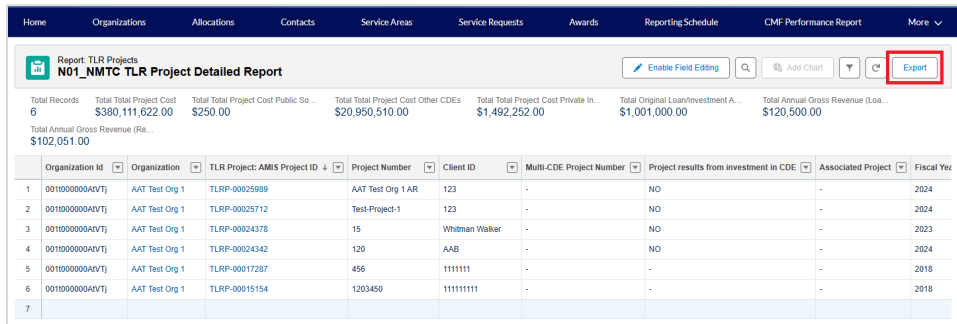 Home Organizations Allocations Contacts Service Areas Service Requests Awards Reporting Schedule CMF Performance Report More
Report: TLR Projects
N01_NMTC TLR Project Detailed Report
Enable Field Editing Add Chart Export
Total Records Total Total Project Cost Total Total Project Cost Public So... Total Total Project Cost Other CDEs Total Total Project Cost Private In... Total Original Loan/Investment A... Total Annual Gross Revenue (Loa...
6 $380,111,622.00 $250.00 $20,950,510.00 $1,492,252.00 $1,001,000.00 $120,500.00
Total Annual Gross Revenue (Re...
$102,051.00
Organization Id Organization TLR Project: AMIS Project ID ↓ Project Number Client ID Multi-CDE Project Number Project results from investment in CDE Associated Project Fiscal Yea
1 001t000000AtVTj AAT Test Org 1 TLRP-00025989 AAT Test Org 1 AR 123 - NO - 2024
2 001t000000AtVTj AAT Test Org 1 TLRP-00025712 Test-Project-1 123 - NO - 2024
3 001t000000AtVTj AAT Test Org 1 TLRP-00024378 15 Whitman Walker - NO - 2023
4 001t000000AtVTj AAT Test Org 1 TLRP-00024342 120 AAB - NO - 2024
5 001t000000AtVTj AAT Test Org 1 TLRP-00017287 456 1111111 - - - 2018
6 001t000000AtVTj AAT Test Org 1 TLRP-00015154 1203450 111111111 - - - 2018
7